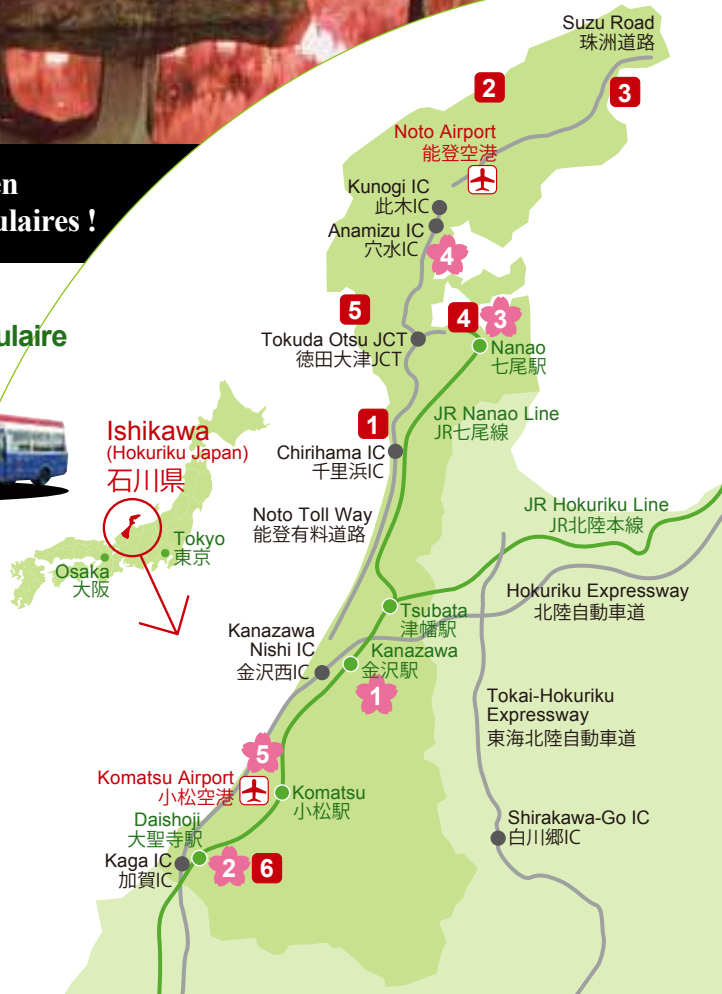 en
ulaires !
ulaire
Suzu Road
珠洲道路
2
3
Noto Airport
能登空港
Kunogi IC
此木IC
Anamizu IC
穴水IC
4
5
4
3
Tokuda Otsu JCT
徳田大津JCT
Nanao
七尾駅
JR Nanao Line
JR七尾線
1
Chirihama IC
千里浜IC
Ishikawa
(Hokuriku Japan)
石川県
Tokyo
東京
Osaka
大阪
Noto Toll Way
能登有料道路
JR Hokuriku Line
JR北陸本線
Hokuriku Expressway
北陸自動車道
Tsubata
津幡駅
Kanazawa
Nishi IC
金沢西IC
Kanazawa
金沢駅
1
Tokai-Hokuriku
Expressway
東海北陸自動車道
5
Komatsu Airport
小松空港
Komatsu
小松駅
Daishoji
大聖寺駅
Kaga IC
加賀IC
2
6
Shirakawa-Go IC
白川郷IC